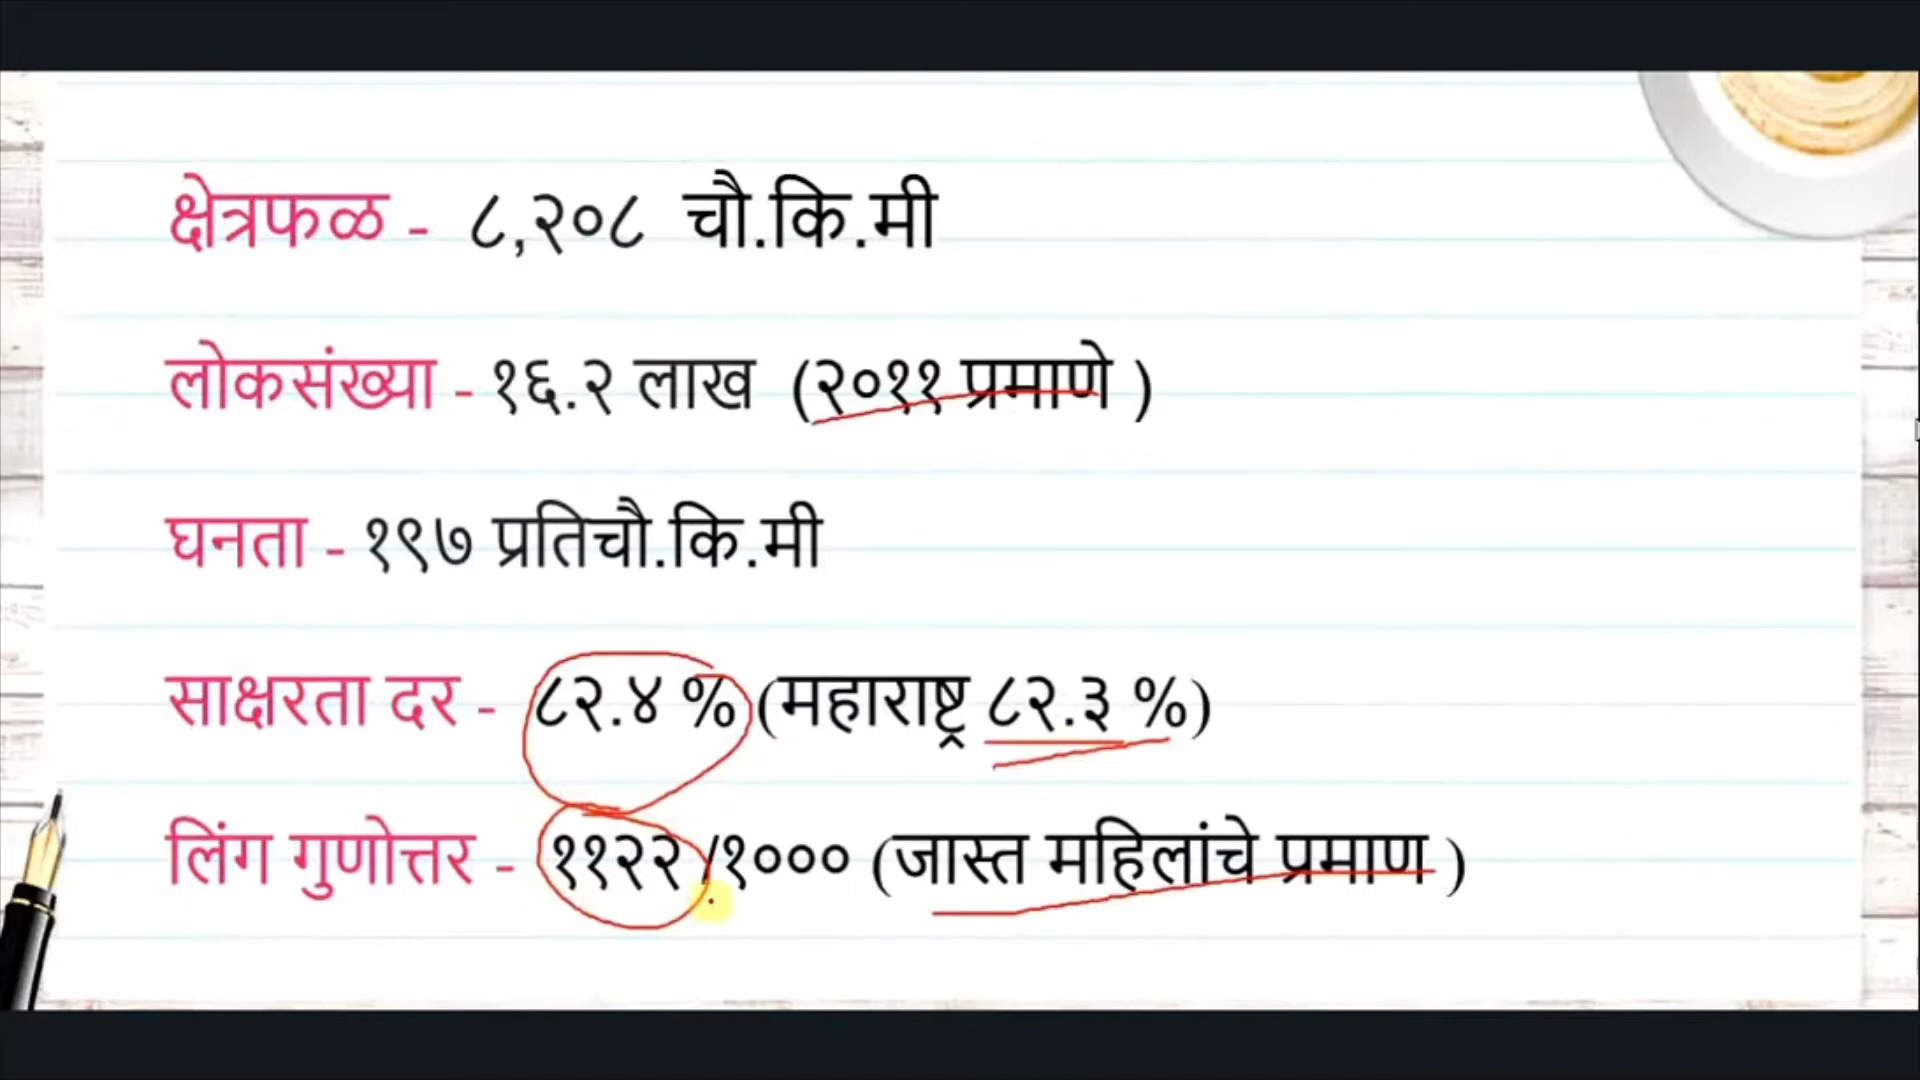 क्षेत्रफळ - ८,२०८ चौ.कि.मी
लोकसंख्या - १६.२ लाख (२०११ प्रमाणे )
घनता - १९७ प्रतिचौ.कि.मी
साक्षरता दर - ८२.४ % (महाराष्ट्र ८२.३ %)
लिंग गुणोत्तर - ११२२ /१००० (जास्त महिलांचे प्रमाण )